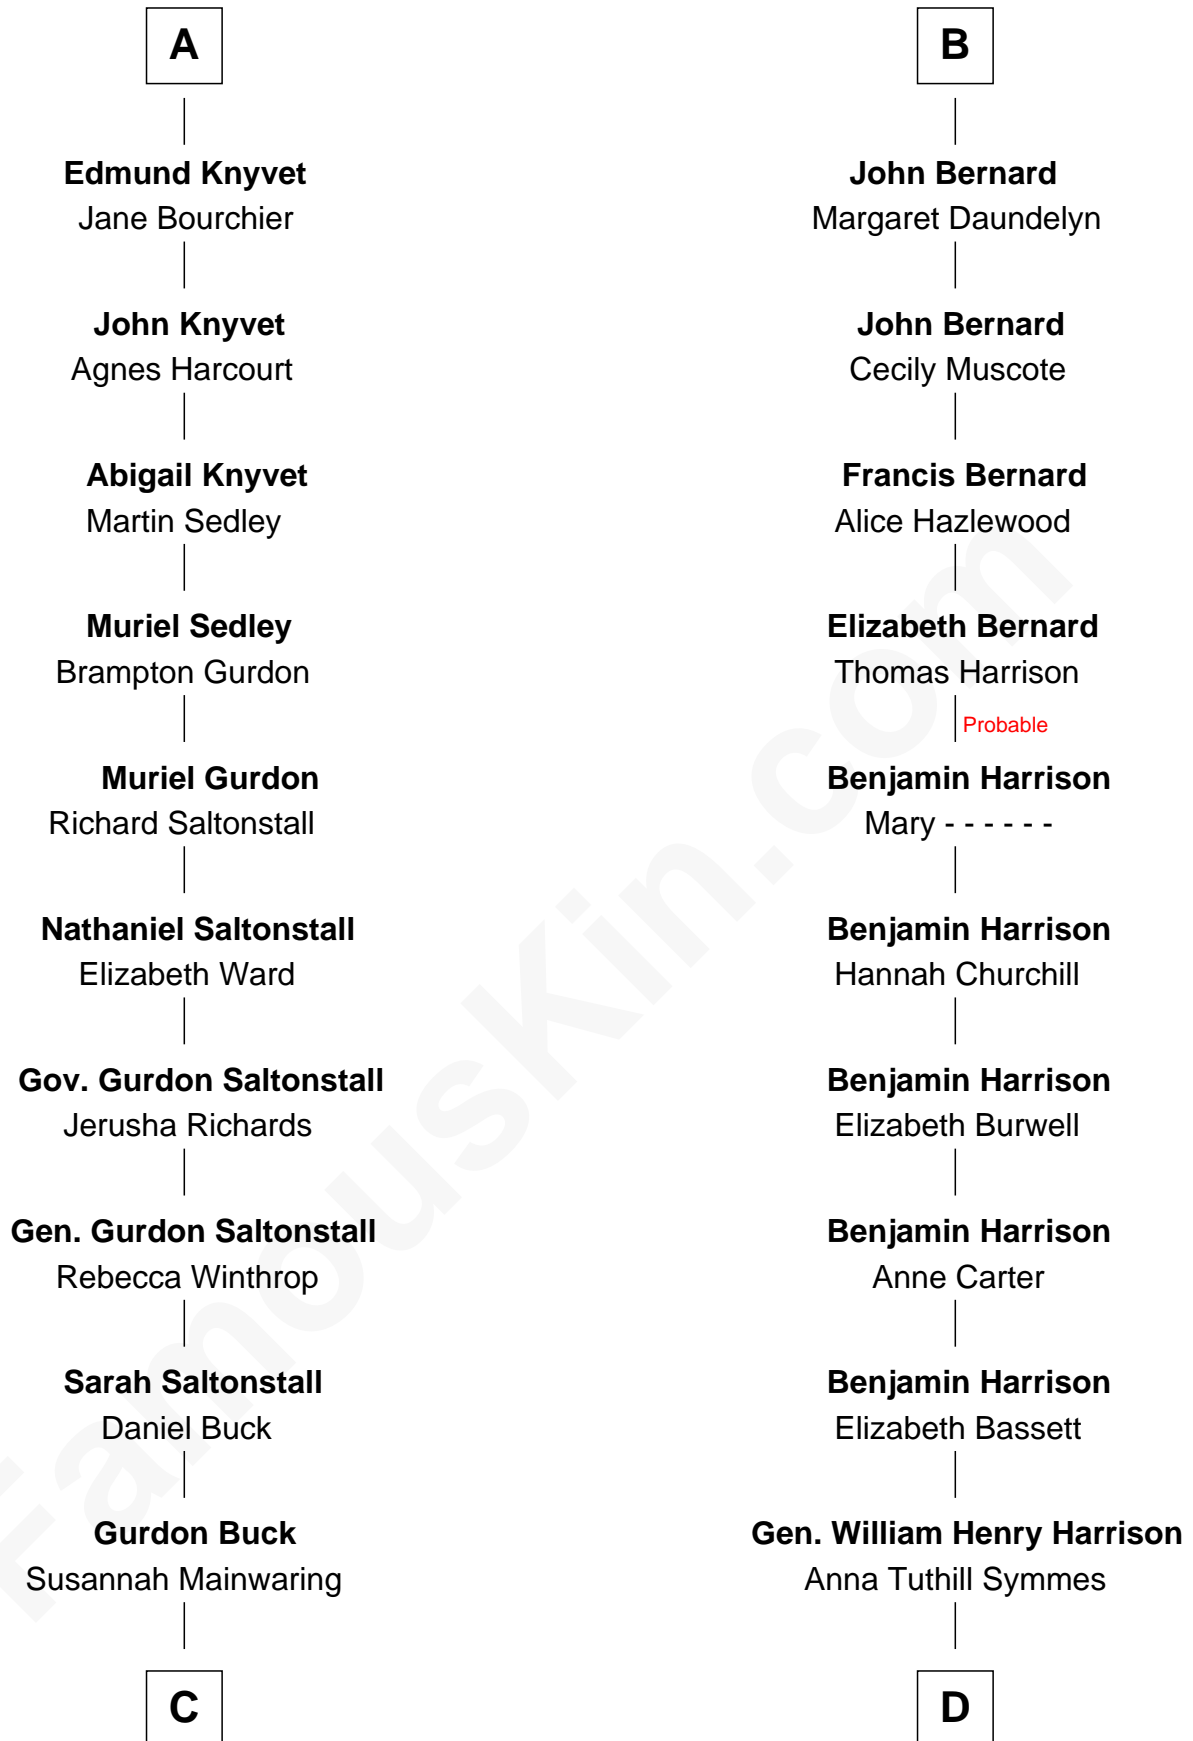 A
Edmund Knyvet
Jane Bourchier
John Knyvet
Agnes Harcourt
Abigail Knyvet
Martin Sedley
Muriel Sedley
Brampton Gurdon
Muriel Gurdon
Richard Saltonstall
Nathaniel Saltonstall
Elizabeth Ward
Gov. Gurdon Saltonstall
Jerusha Richards
Gen. Gurdon Saltonstall
Rebecca Winthrop
Sarah Saltonstall
Daniel Buck
Gurdon Buck
Susannah Mainwaring
C
B
John Bernard
Margaret Daundelyn
John Bernard
Cecily Muscote
Francis Bernard
Alice Hazlewood
Elizabeth Bernard
Thomas Harrison
Probable
Benjamin Harrison
Mary - - - - - -
Benjamin Harrison
Hannah Churchill
Benjamin Harrison
Elizabeth Burwell
Benjamin Harrison
Anne Carter
Benjamin Harrison
Elizabeth Bassett
Gen. William Henry Harrison
Anna Tuthill Symmes
D
FamousKin.com